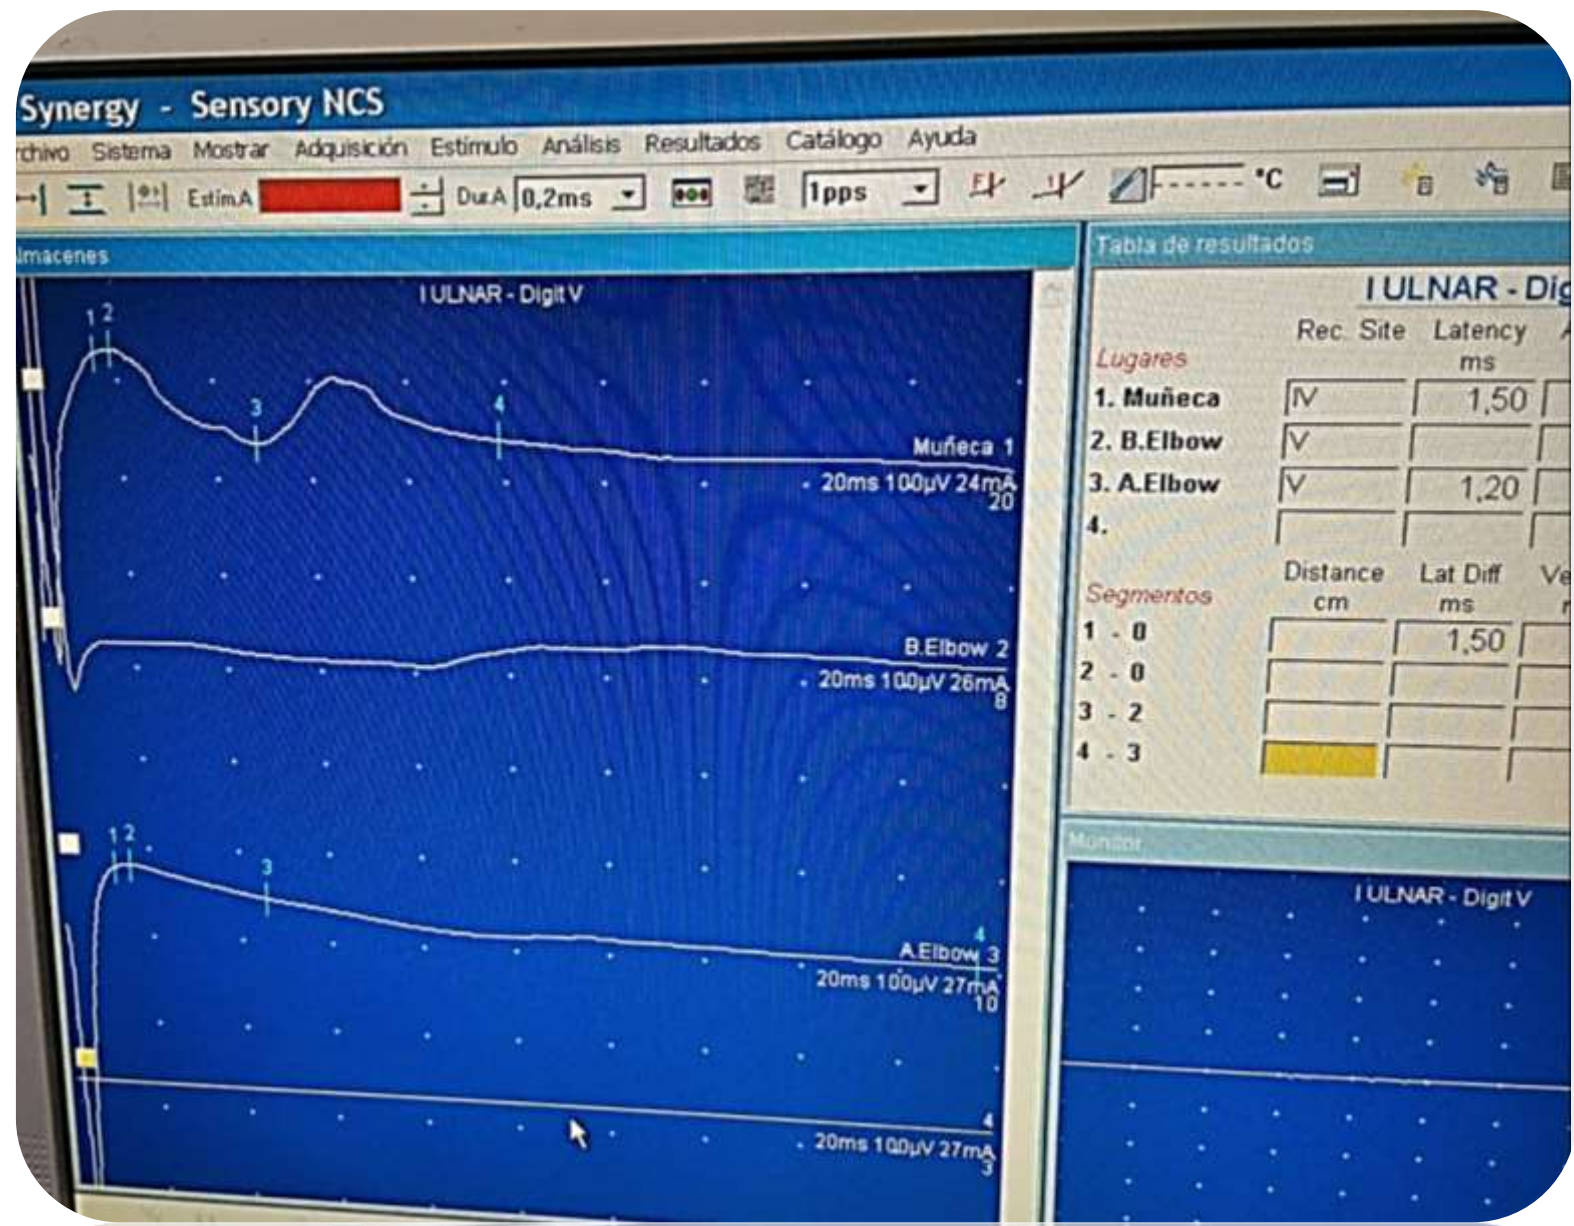 Synergy - Sensory NCS
rchivo Sistema Mostrar Adquisición Estímulo Análisis Resultados Catálogo Ayuda
Estim.A Dur.A 0,2ms 1pps °C
lmacenes
I ULNAR - Digit V
1 2
3
4
Muñeca 1
20ms 100µV 24mA
20
B.Elbow 2
20ms 100µV 26mA
8
1 2
3
4
A.Elbow 3
20ms 100µV 27mA
10
4
20ms 100µV 27mA
3
Tabla de resultados
I ULNAR - Dig
Rec. Site Latency
Lugares ms
1. Muñeca IV 1,50
2. B.Elbow V
3. A.Elbow V 1,20
4.
Distance Lat Diff Ve
Segmentos cm ms
1 - 0 1,50
2 - 0
3 - 2
4 - 3
Monitor
I ULNAR - Digit V